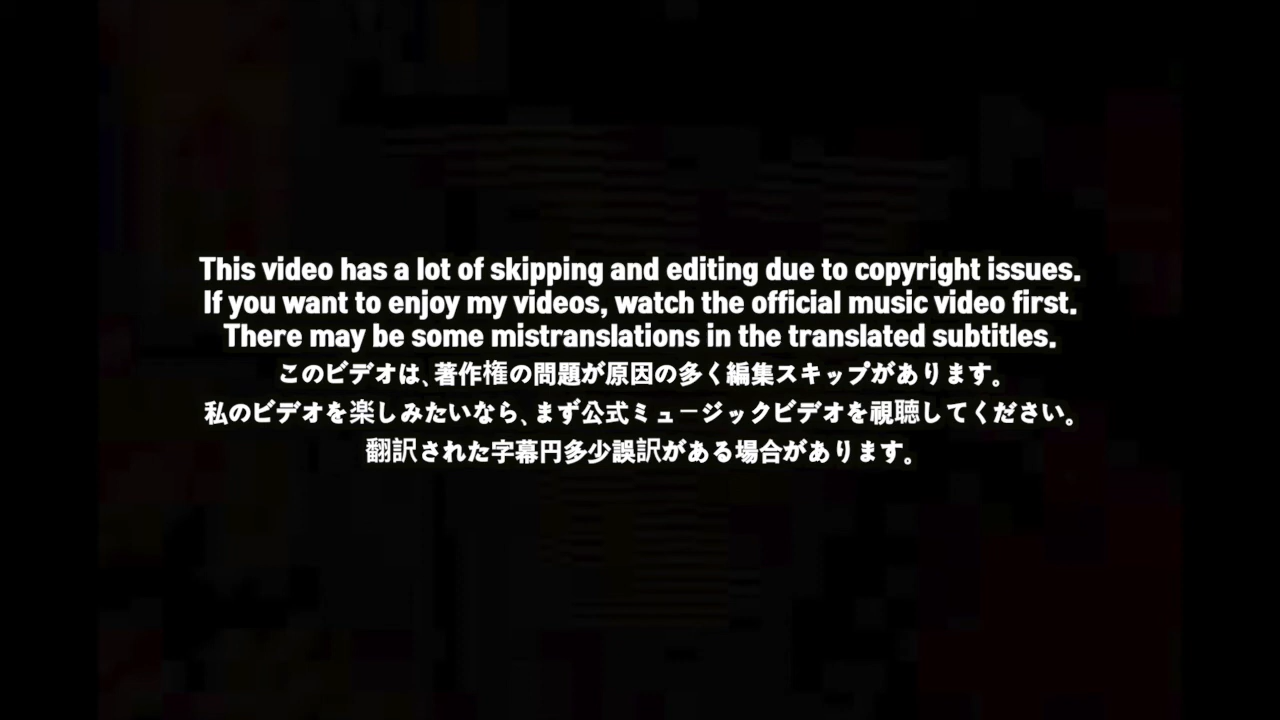 This video has a lot of skipping and editing due to copyright issues.
If you want to enjoy my videos, watch the official music video first.
There may be some mistranslations in the translated subtitles.
このビデオは、著作権の問題が原因の多く編集スキップがあります。
私のビデオを楽しみたいなら、まず公式ミュージックビデオを視聴してください。
翻訳された字幕円多少誤訳がある場合があります。